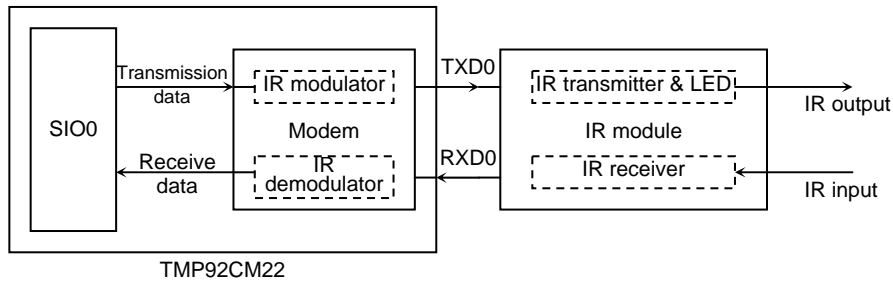 Transmission
data
IR modulator
TXD0
IR transmitter & LED
IR output
SIO0
Modem
IR module
Receive
data
IR
demodulator
RXD0
IR receiver
IR input
TMP92CM22